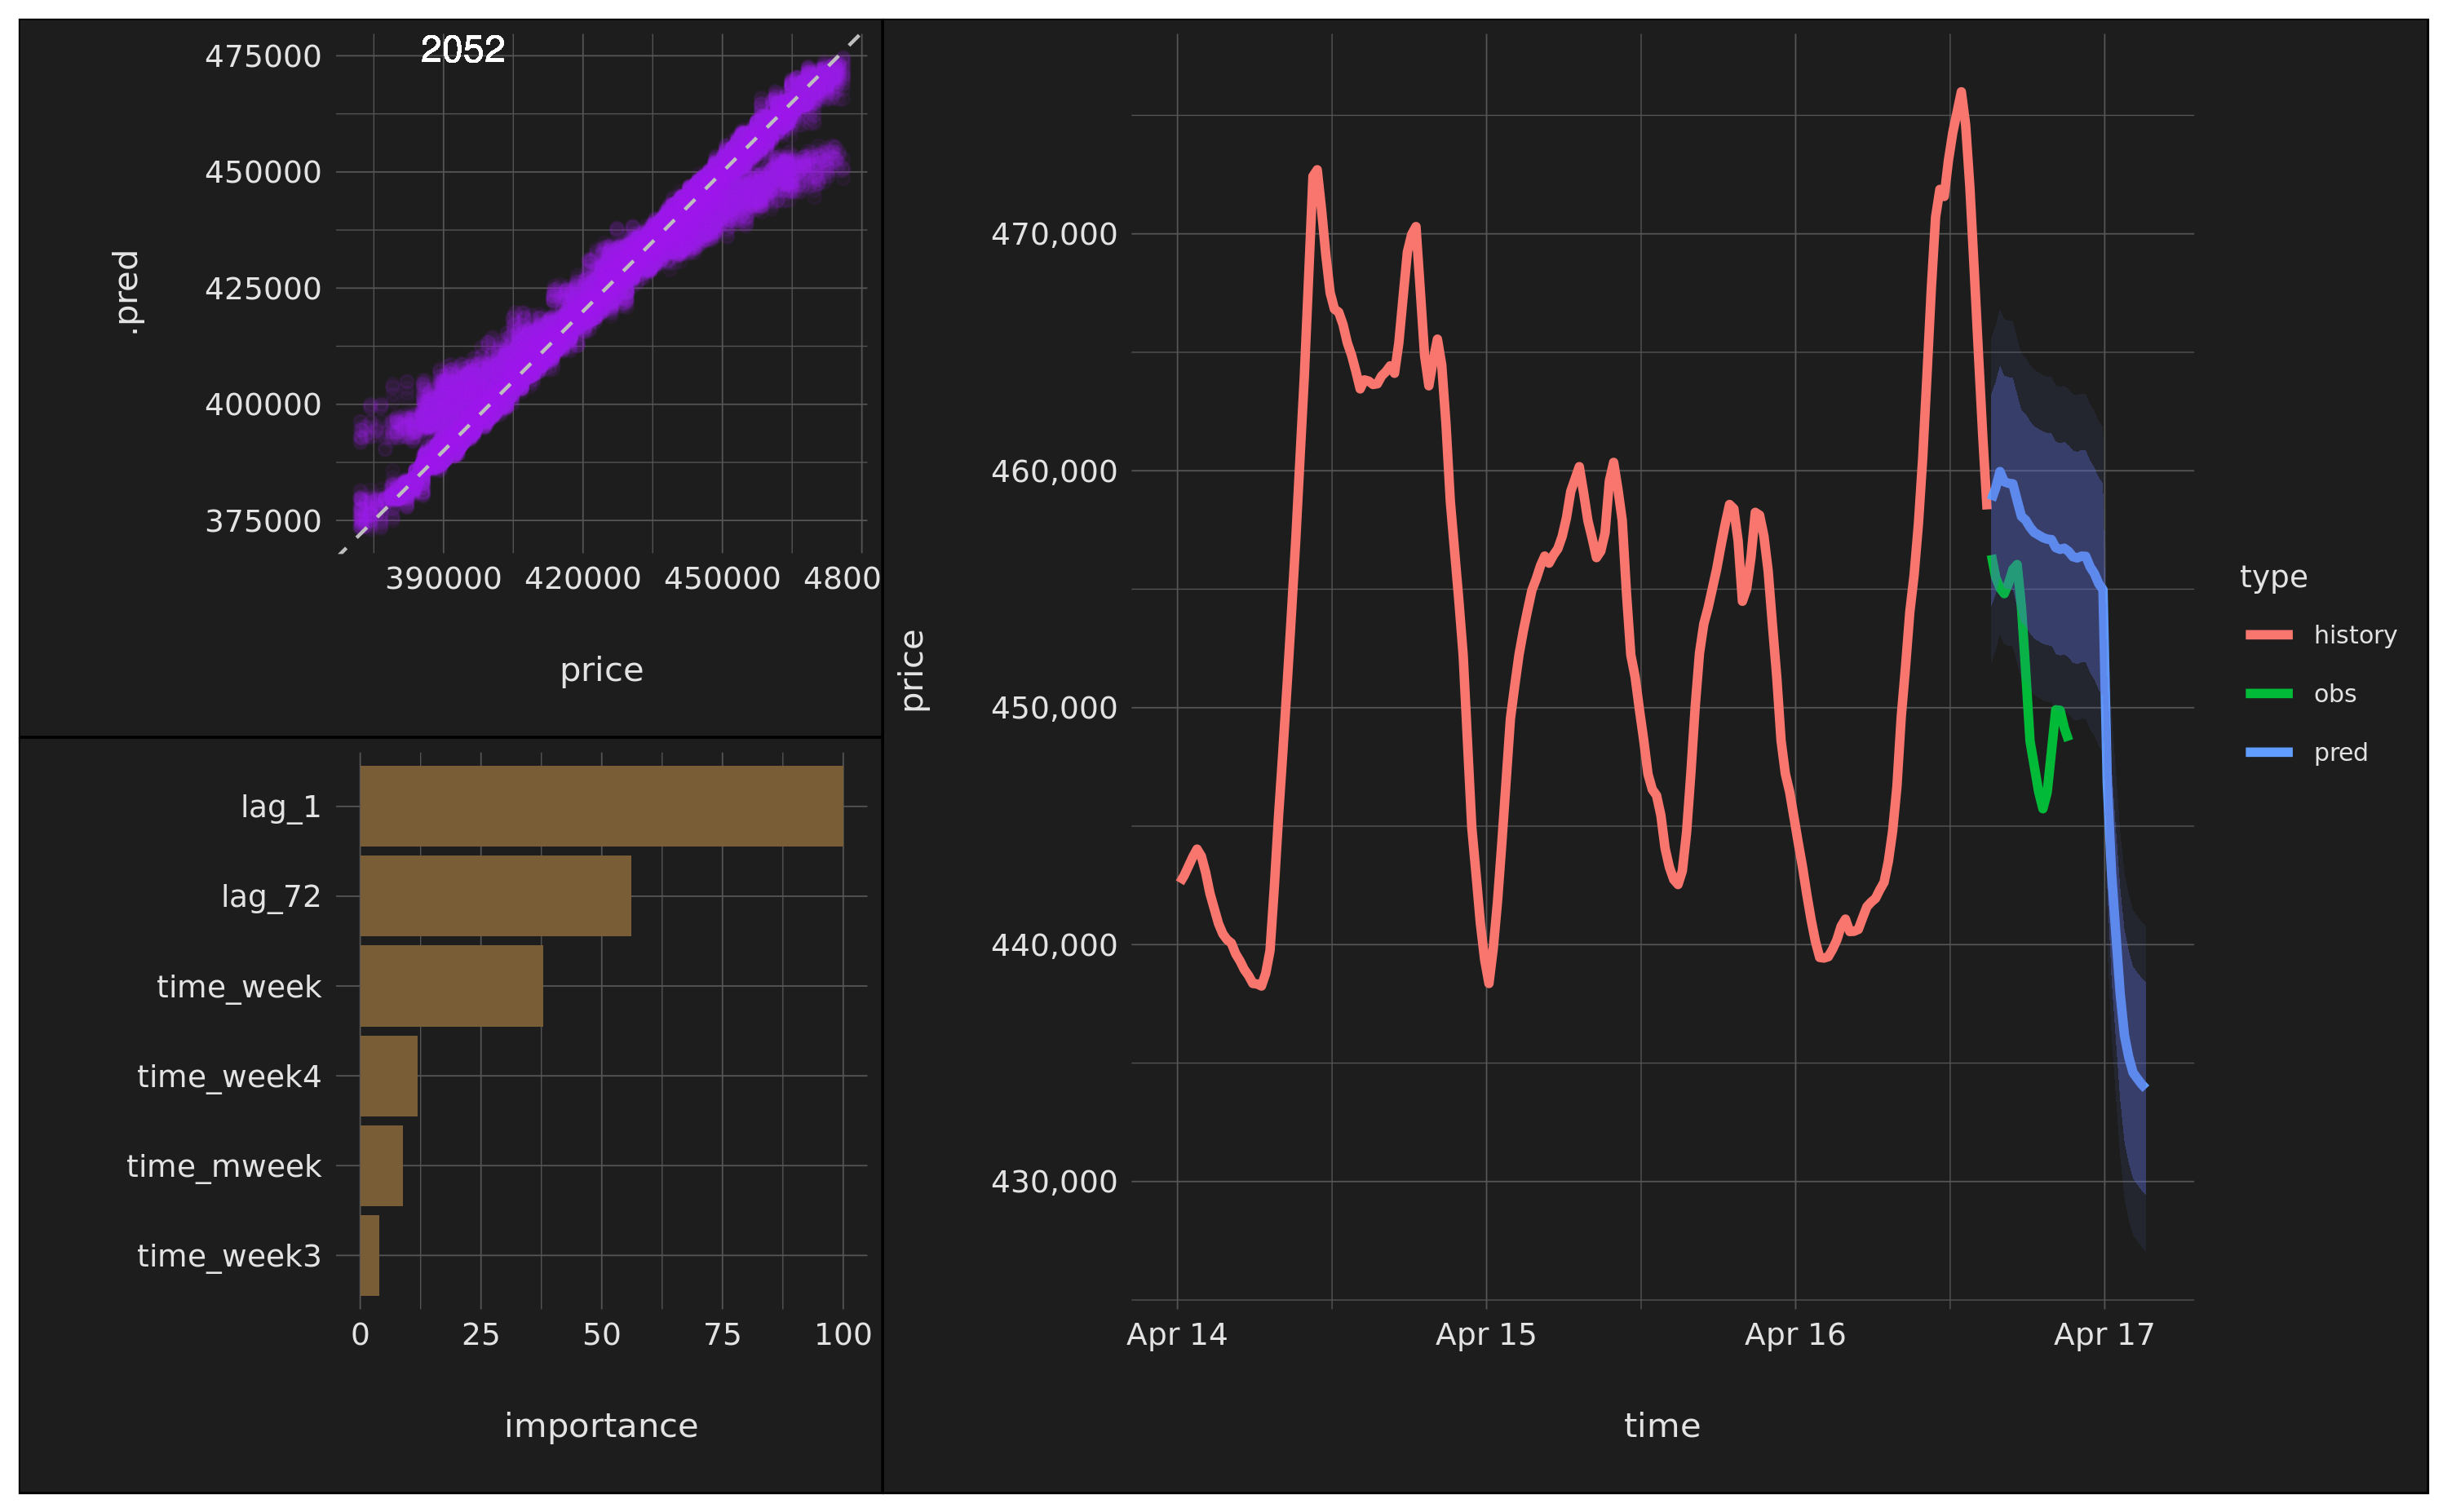 2052
475000
450000
425000
400000
375000
.pred
390000 420000 450000 4800
price
lag_1
lag_72
time_week
time_week4
time_mweek
time_week3
0 25 50 75 100
importance
470,000
460,000
450,000
440,000
430,000
price
Apr 14 Apr 15 Apr 16 Apr 17
time
type
history
obs
pred